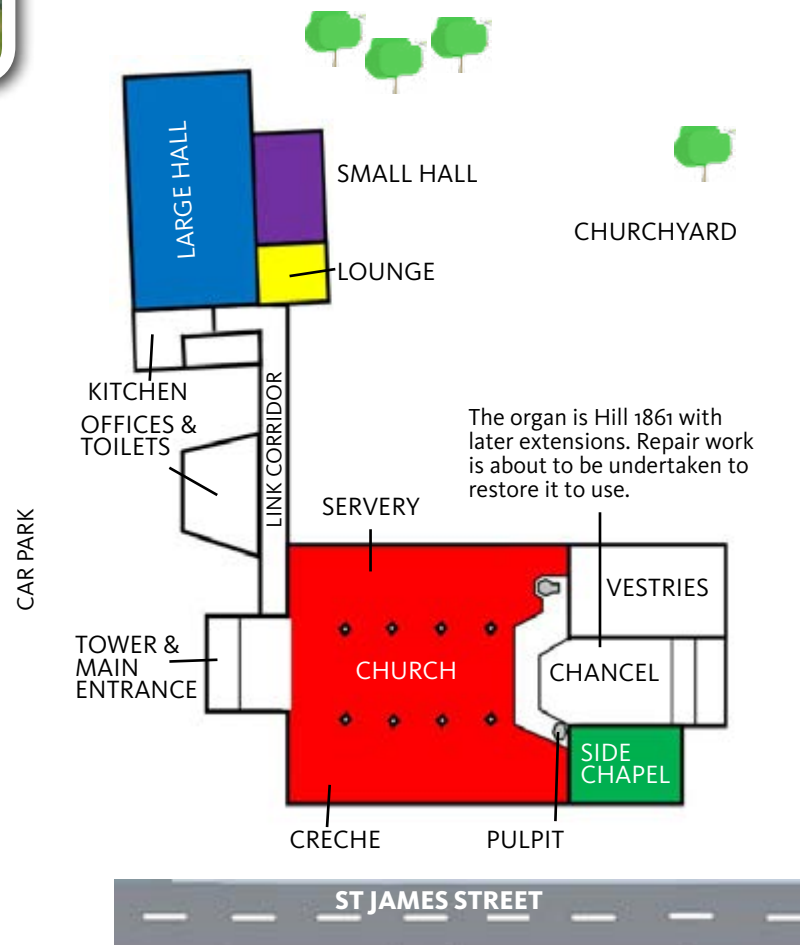 LARGE HALL
SMALL HALL
CHURCHYARD
LOUNGE
KITCHEN
OFFICES &
TOILETS
LINK CORRIDOR
The organ is Hill 1861 with
later extensions. Repair work
is about to be undertaken to
restore it to use.
SERVERY
CAR PARK
VESTRIES
TOWER &
MAIN
ENTRANCE
CHURCH
CHANCEL
SIDE
CHAPEL
CRECHE
PULPIT
ST JAMES STREET